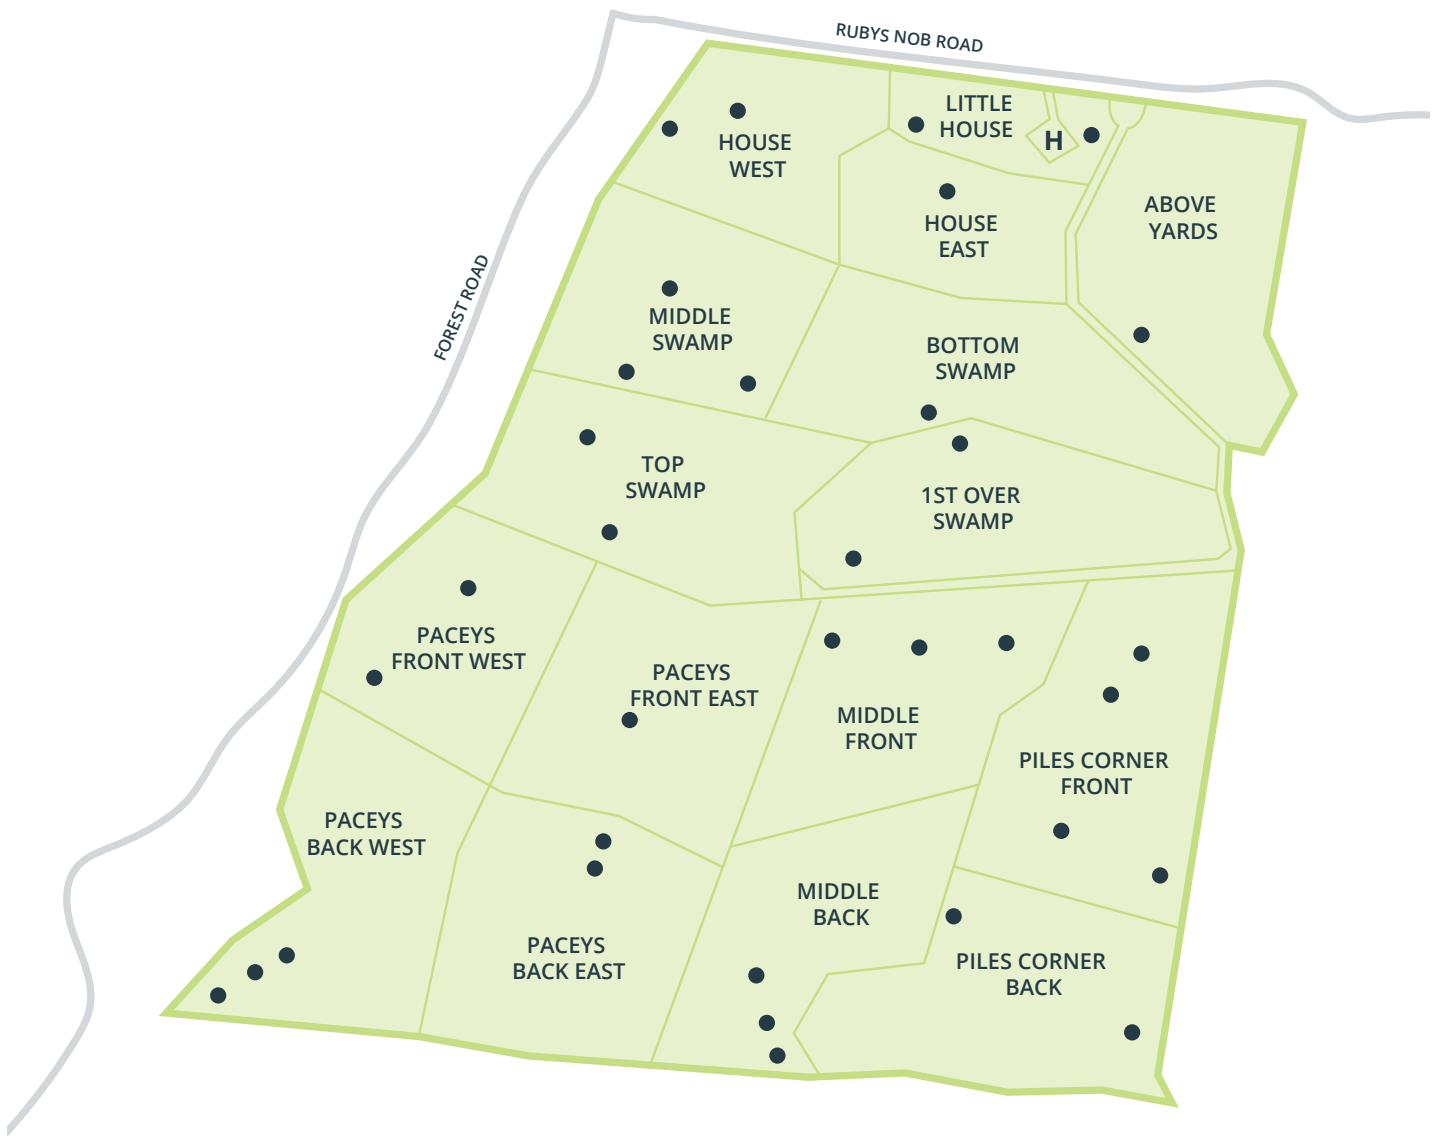 RUBYS NOB ROAD
LITTLE
HOUSE
H
HOUSE
WEST
ABOVE
YARDS
HOUSE
EAST
FOREST ROAD
MIDDLE
SWAMP
BOTTOM
SWAMP
TOP
SWAMP
1ST OVER
SWAMP
PACEYS
FRONT WEST
PACEYS
FRONT EAST
MIDDLE
FRONT
PILES CORNER
FRONT
PACEYS
BACK WEST
MIDDLE
BACK
PACEYS
BACK EAST
PILES CORNER
BACK